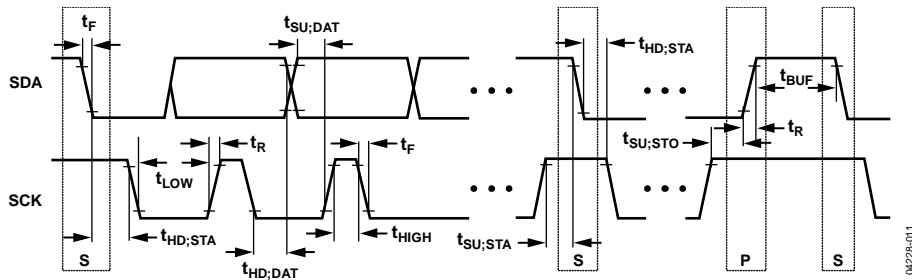 tF
tSU;DAT
tHD;STA
SDA
tBUF
tR
tF
tSU;STO
tR
tLOW
SCK
tHD;STA
tHD;DAT
tHIGH
tSU;STA
S
S
P
S
04228-011